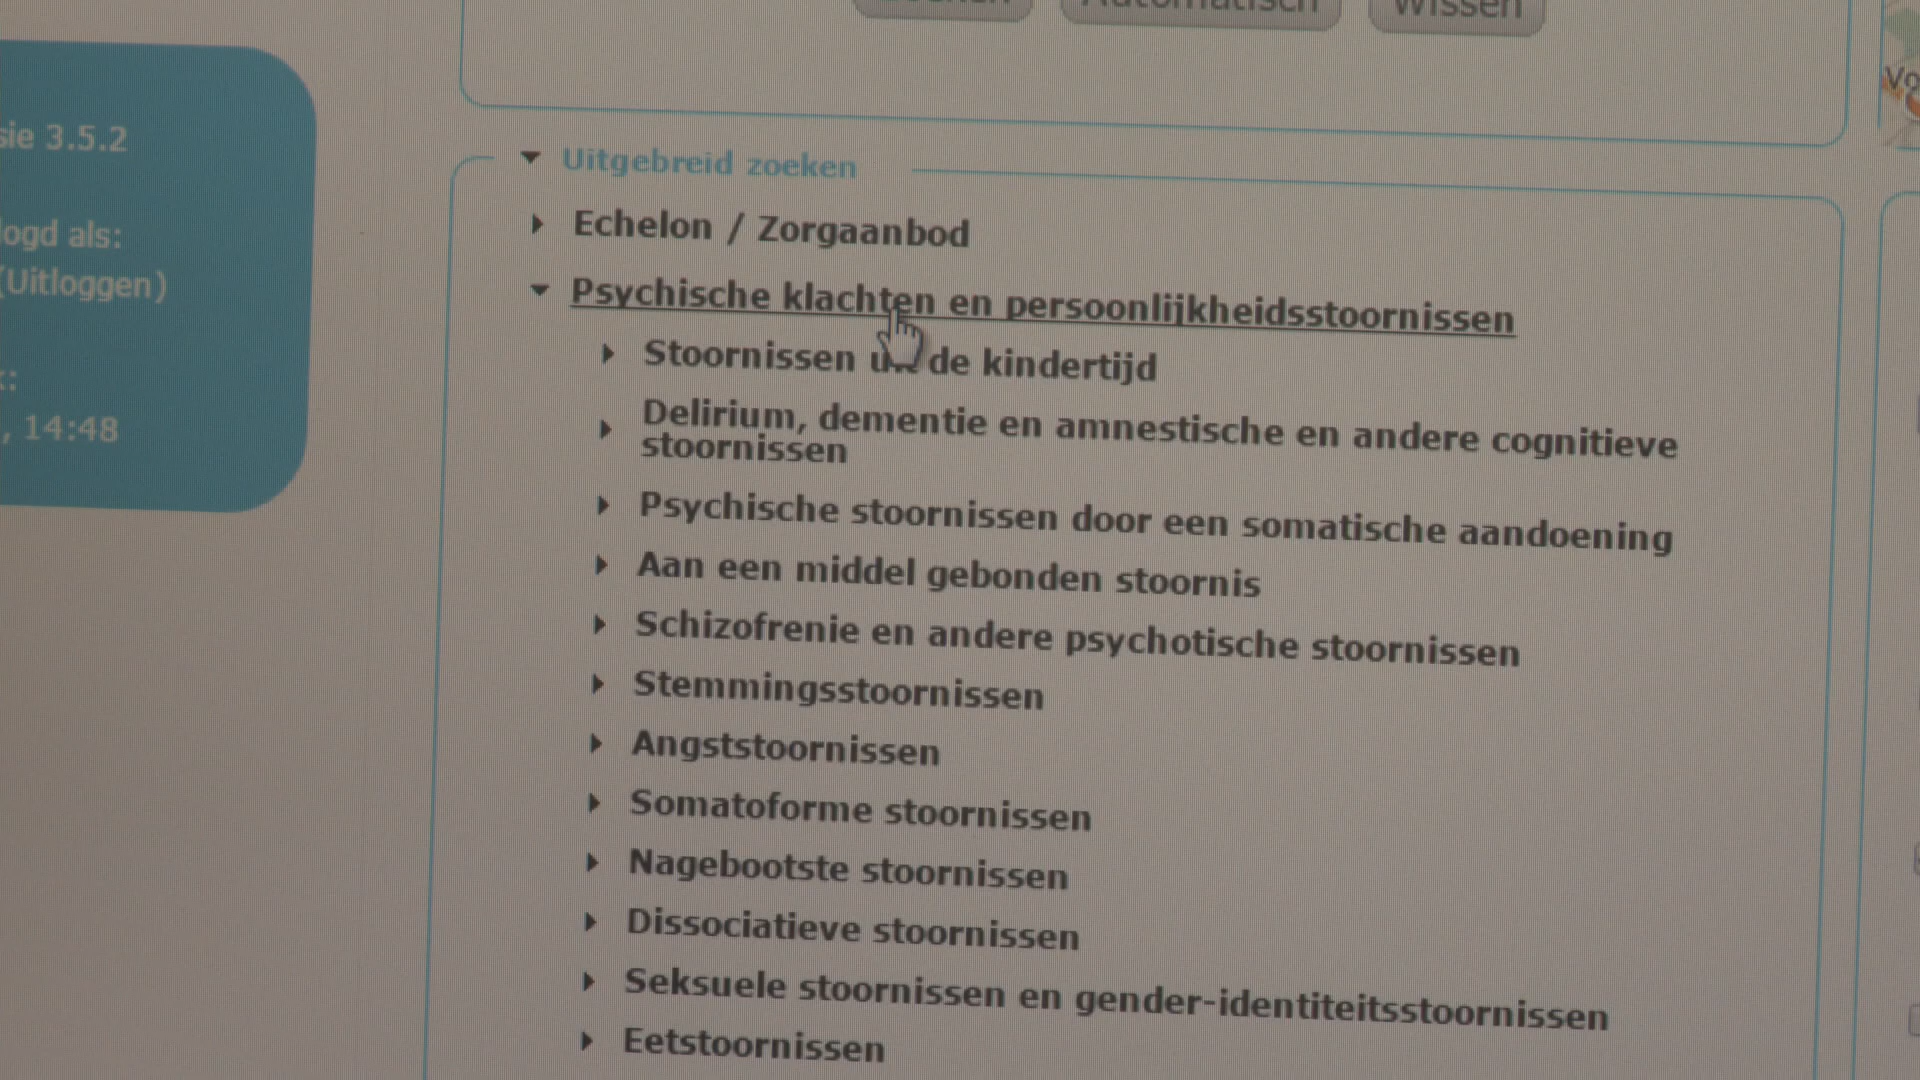 Automatisch
Wissen
sie 3.5.2
Uitgebreid zoeken
Echelon / Zorgaanbod
logd als:
(Uitloggen)
Psychische klachten en persoonlijkheidsstoornissen
Stoornissen de kindertijd
, 14:48
Delirium, dementie en amnestische en andere cognitieve
stoornissen
Psychische stoornissen door een somatische aandoening
Aan een middel gebonden stoornis
Schizofrenie en andere psychotische stoornissen
Stemmingsstoornissen
Angststoornissen
Somatoforme stoornissen
Nagebootste stoornissen
Dissociatieve stoornissen
Seksuele stoornissen en gender-identiteitsstoornissen
Eetstoornissen